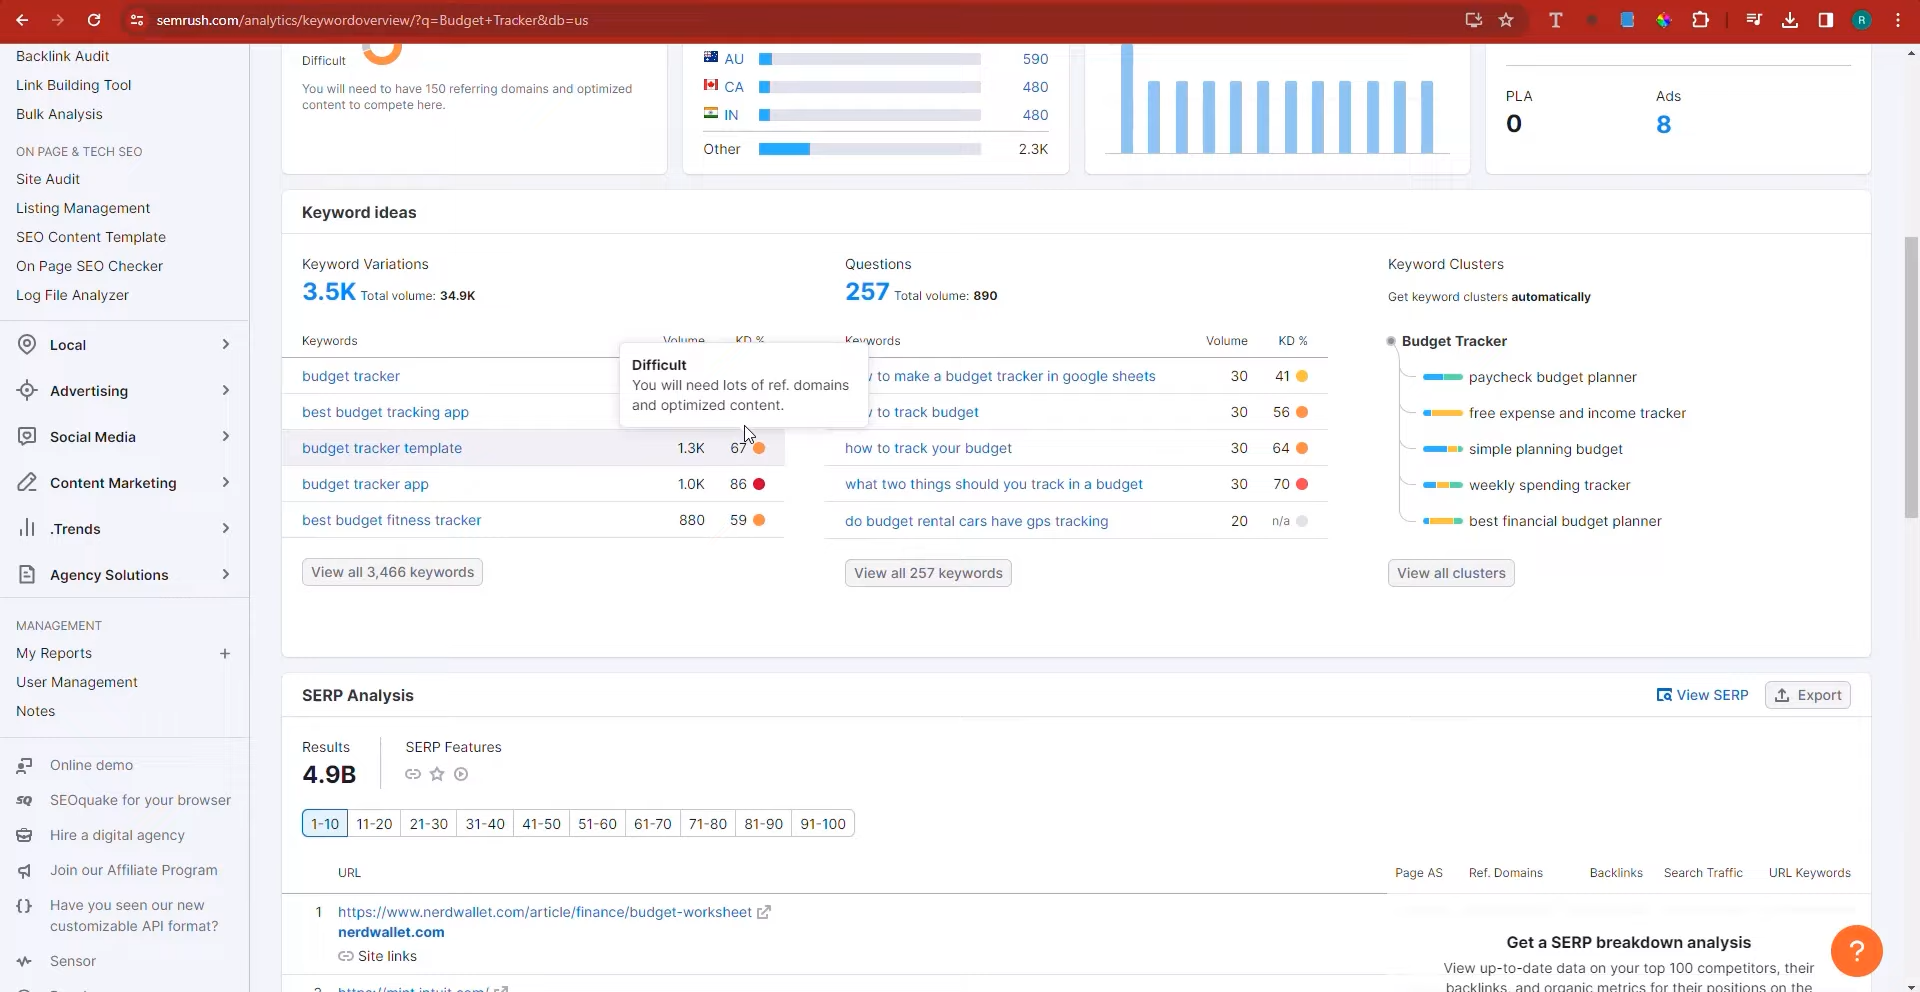 semrush.com/analytics/keywordoverview/?q=Budget+Tracker&db=us
R
Backlink Audit
Link Building Tool
Bulk Analysis
ON PAGE & TECH SEO
Site Audit
Listing Management
SEO Content Template
On Page SEO Checker
Log File Analyzer
Local
Advertising
Social Media
Content Marketing
.Trends
Agency Solutions
MANAGEMENT
My Reports +
User Management
Notes
Online demo
SEOquake for your browser
Hire a digital agency
Join our Affiliate Program
Have you seen our new
customizable API format?
Sensor
Difficult
You will need to have 150 referring domains and optimized
content to compete here.
AU 590
CA 480
IN 480
Other 2.3K
PLA Ads
0 8
Keyword ideas
Keyword Variations
3.5K Total volume: 34.9K
Keywords Volume KD %
budget tracker
best budget tracking app
budget tracker template 1.3K 67
budget tracker app 1.0K 86
best budget fitness tracker 880 59
View all 3,466 keywords
Difficult
You will need lots of ref. domains
and optimized content.
Questions
257 Total volume: 890
Keywords Volume KD %
to make a budget tracker in google sheets 30 41
to track budget 30 56
how to track your budget 30 64
what two things should you track in a budget 30 70
do budget rental cars have gps tracking 20 n/a
View all 257 keywords
Keyword Clusters
Get keyword clusters automatically
Budget Tracker
paycheck budget planner
free expense and income tracker
simple planning budget
weekly spending tracker
best financial budget planner
View all clusters
SERP Analysis
View SERP Export
Results SERP Features
4.9B
1-10 11-20 21-30 31-40 41-50 51-60 61-70 71-80 81-90 91-100
URL Page AS Ref. Domains Backlinks Search Traffic URL Keywords
1 https://www.nerdwallet.com/article/finance/budget-worksheet
nerdwallet.com
Site links
https://mint.intuit.com/
Get a SERP breakdown analysis
View up-to-date data on your top 100 competitors, their
backlinks, and organic metrics for their positions on the
?